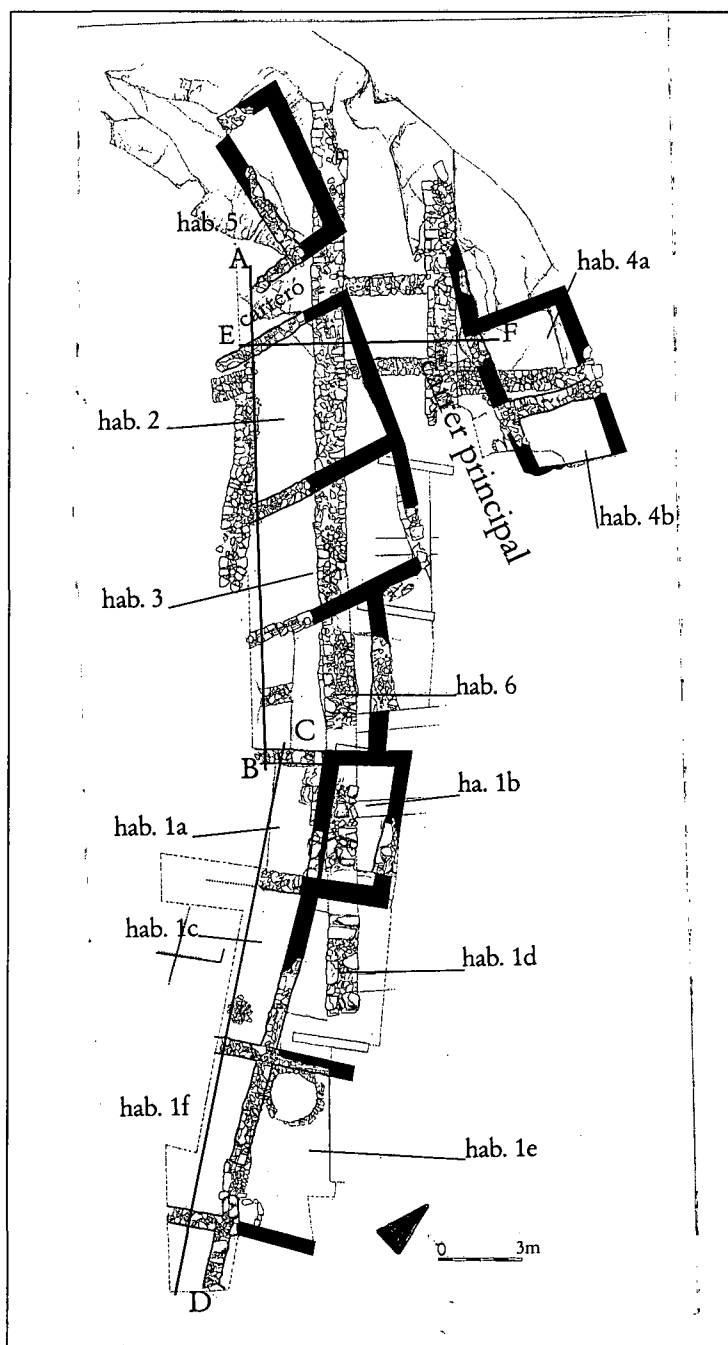 hab. 5
hab. 4a
A
carreró
E
F
hab. 2
carrer principal
hab. 4b
hab. 3
hab. 6
C
B
ha. 1b
hab. 1a
hab. 1c
hab. 1d
hab. 1f
hab. 1e
0 3m
D